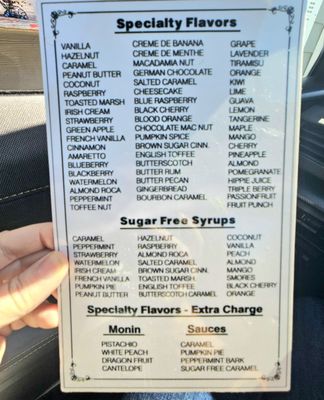 Specialty Flavors
VANILLA CREME DE BANANA GRAPE
HAZELNUT CREME DE MENTHE LAVENDER
CARAMEL MACADAMIA NUT TIRAMISU
PEANUT BUTTER GERMAN CHOCOLATE ORANGE
COCONUT SALTED CARAMEL KIWI
RASPBERRY CHEESECAKE LIME
TOASTED MARSH BLUE RASPBERRY GUAVA
IRISH CREAM BLACK CHERRY LEMON
STRAWBERRY BLOOD ORANGE TANGERINE
GREEN APPLE CHOCOLATE MAC NUT MAPLE
FRENCH VANILLA PUMPKIN SPICE MANGO
CINNAMON BROWN SUGAR CINN. CHERRY
AMARETTO ENGLISH TOFFEE PINEAPPLE
BLUEBERRY BUTTERSCOTCH ALMOND
BLACKBERRY BUTTER RUM POMEGRANATE
WATERMELON BUTTER PECAN HIPPIE JUICE
ALMOND ROCA GINGERBREAD TRIPLE BERRY
PEPPERMINT BOURBON CARAMEL PASSIONFRUIT
TOFFEE NUT FRUIT PUNCH
Sugar Free Syrups
CARAMEL HAZELNUT COCONUT
PEPPERMINT RASPBERRY VANILLA
STRAWBERRY ALMOND ROCA PEACH
WATERMELON SALTED CARAMEL ALMOND
IRISH CREAM BROWN SUGAR CINN. MANGO
FRENCH VANILLA TOASTED MARSH SMORES
PUMPKIN PIE ENGLISH TOFFEE BLACK CHERRY
PEANUT BUTTER BUTTERSCOTCH CARAMEL ORANGE
Specialty Flavors - Extra Charge
Monin Sauces
PISTACHIO CARAMEL
WHITE PEACH PUMPKIN PIE
DRAGON FRUIT PEPPERMINT BARK
CANTELOPE SUGAR FREE CARAMEL